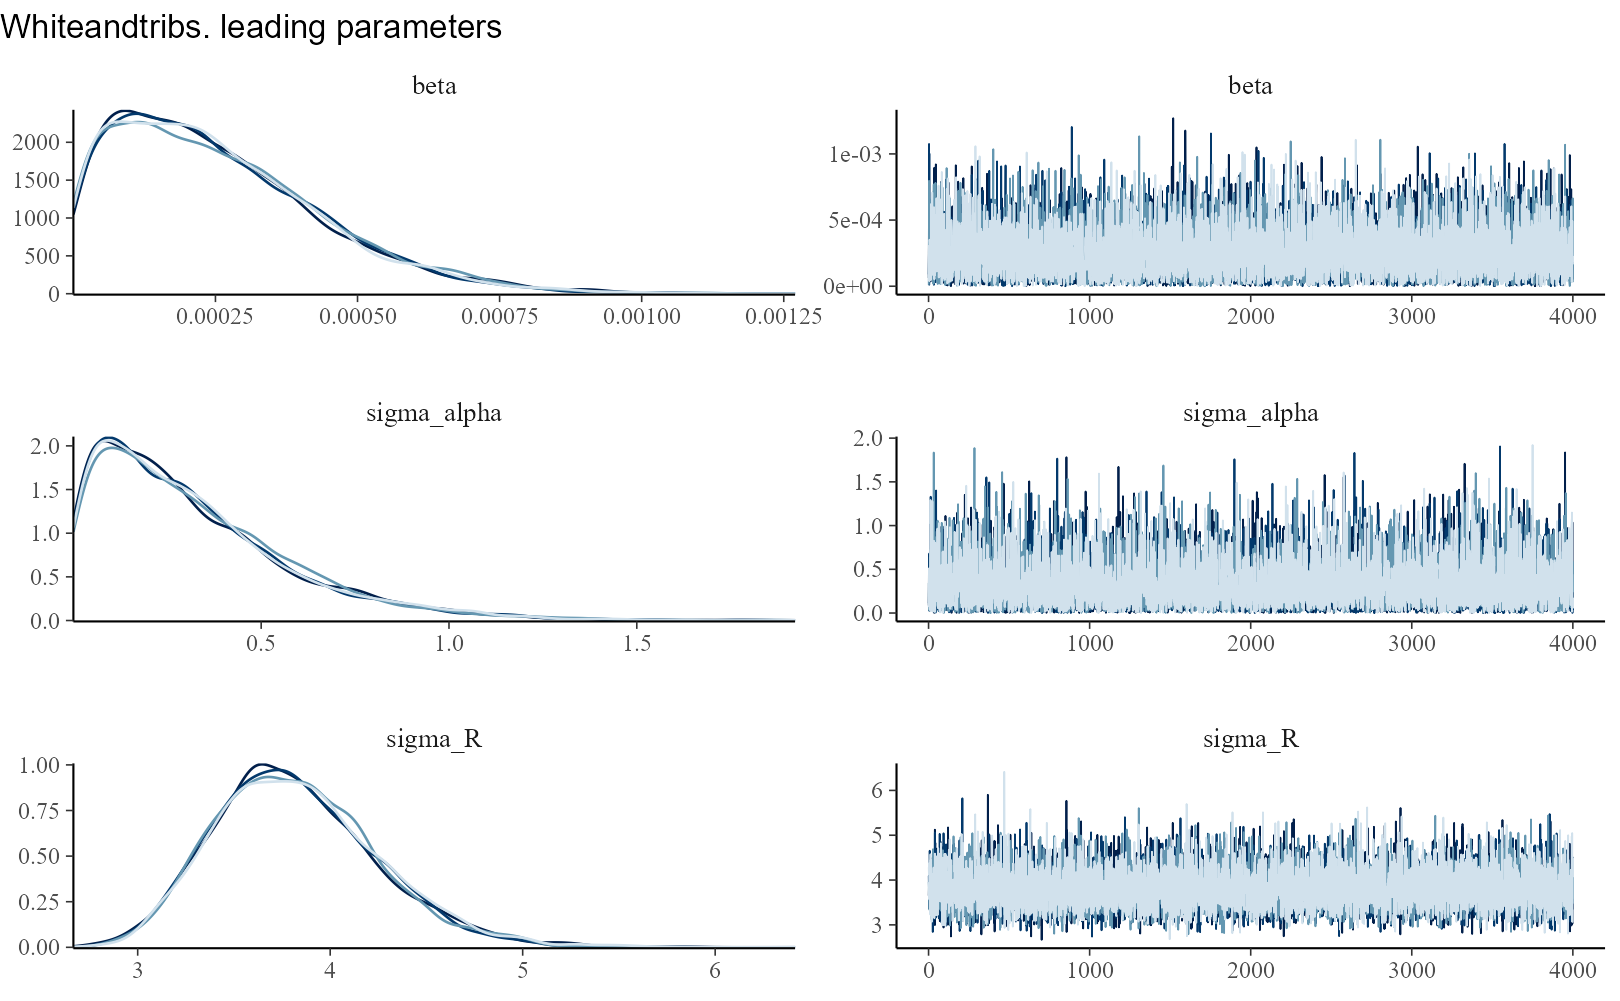 Whiteandtribs. leading parameters
beta
2000
1500
1000
500
0
0.00025 0.00050 0.00075 0.00100 0.00125
beta
1e-03
5e-04
0e+00
0 1000 2000 3000 4000
sigma_alpha
2.0
1.5
1.0
0.5
0.0
0.5 1.0 1.5
sigma_alpha
2.0
1.5
1.0
0.5
0.0
0 1000 2000 3000 4000
sigma_R
1.00
0.75
0.50
0.25
0.00
3 4 5 6
sigma_R
6
5
4
3
0 1000 2000 3000 4000